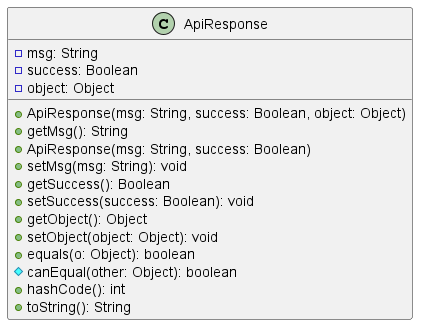 C ApiResponse
msg: String
success: Boolean
object: Object
ApiResponse(msg: String, success: Boolean, object: Object)
getMsg(): String
ApiResponse(msg: String, success: Boolean)
setMsg(msg: String): void
getSuccess(): Boolean
setSuccess(success: Boolean): void
getObject(): Object
setObject(object: Object): void
equals(o: Object): boolean
canEqual(other: Object): boolean
hashCode(): int
toString(): String